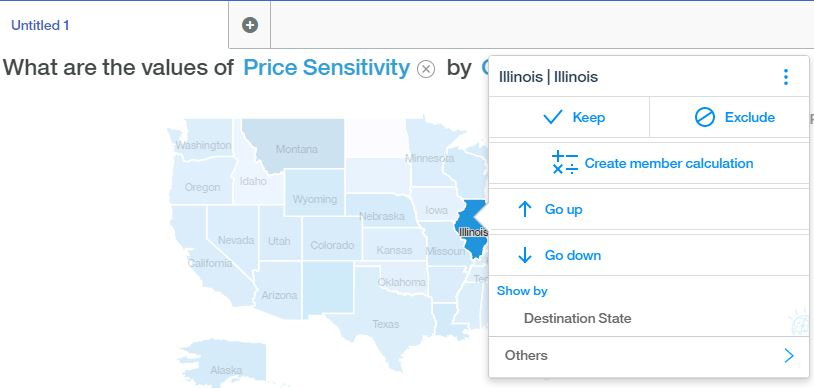 Untitled 1
What are the values of Price Sensitivity by
Illinois | Illinois
Keep
Exclude
Create member calculation
Go up
Go down
Show by
Destination State
Others
Washington
Montana
Minnesota
Oregon
Idaho
Wyoming
Iowa
Nebraska
Illinois
Nevada
Utah
Colorado
Kansas
Missouri
California
Oklahoma
Arizona
Texas
Alaska